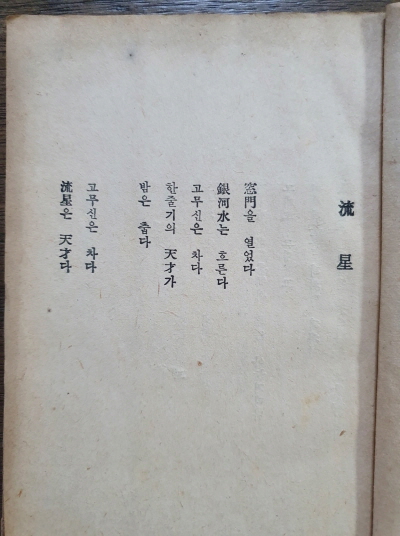 流星
窓門을 열었다
銀河水는 흐른다
고무신은 차다
한줄기의 天才가
밤은 춥다
고무신은 차다
流星은 天才다